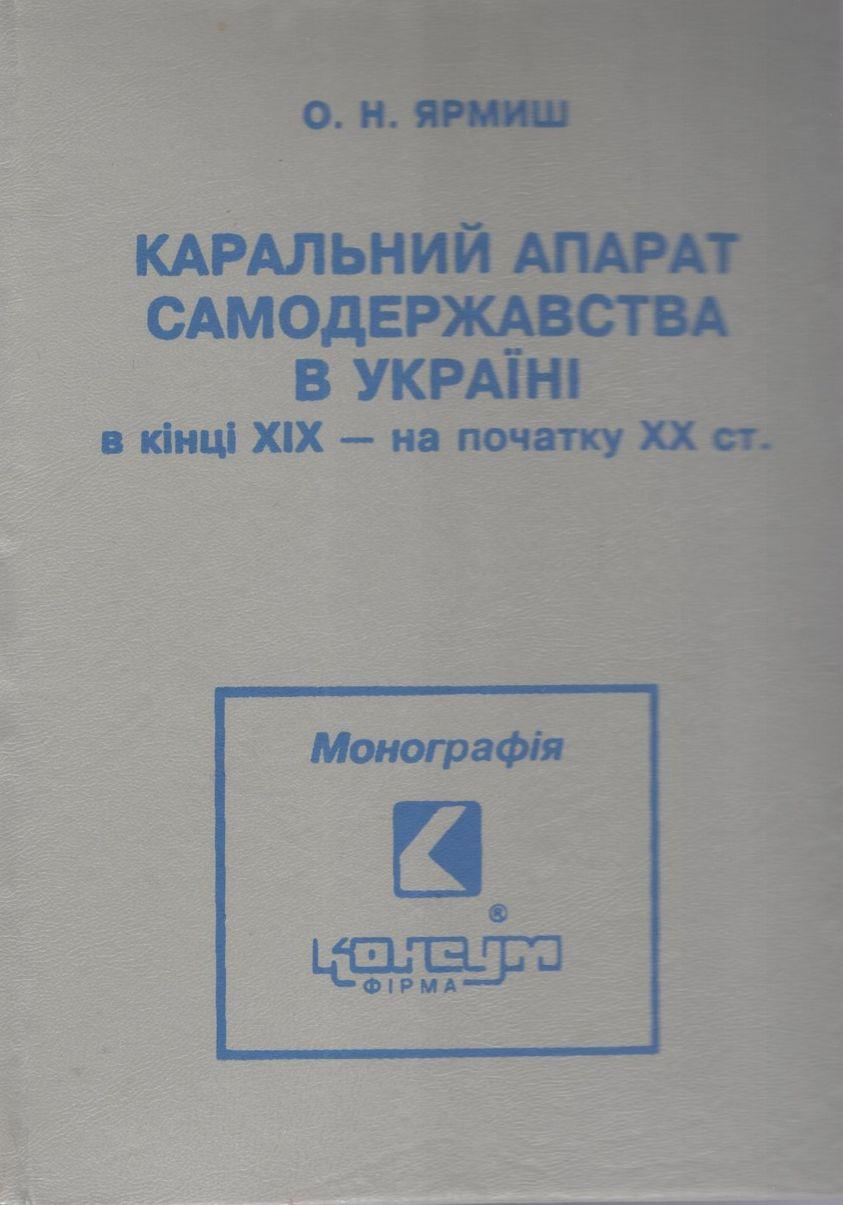 О. Н. ЯРМИШ
КАРАЛЬНИЙ АПАРАТ
САМОДЕРЖАВСТВА
В УКРАЇНІ
в кінці XIX — на початку XX ст.
Монографія
®
КОНСУМ
ФІРМА